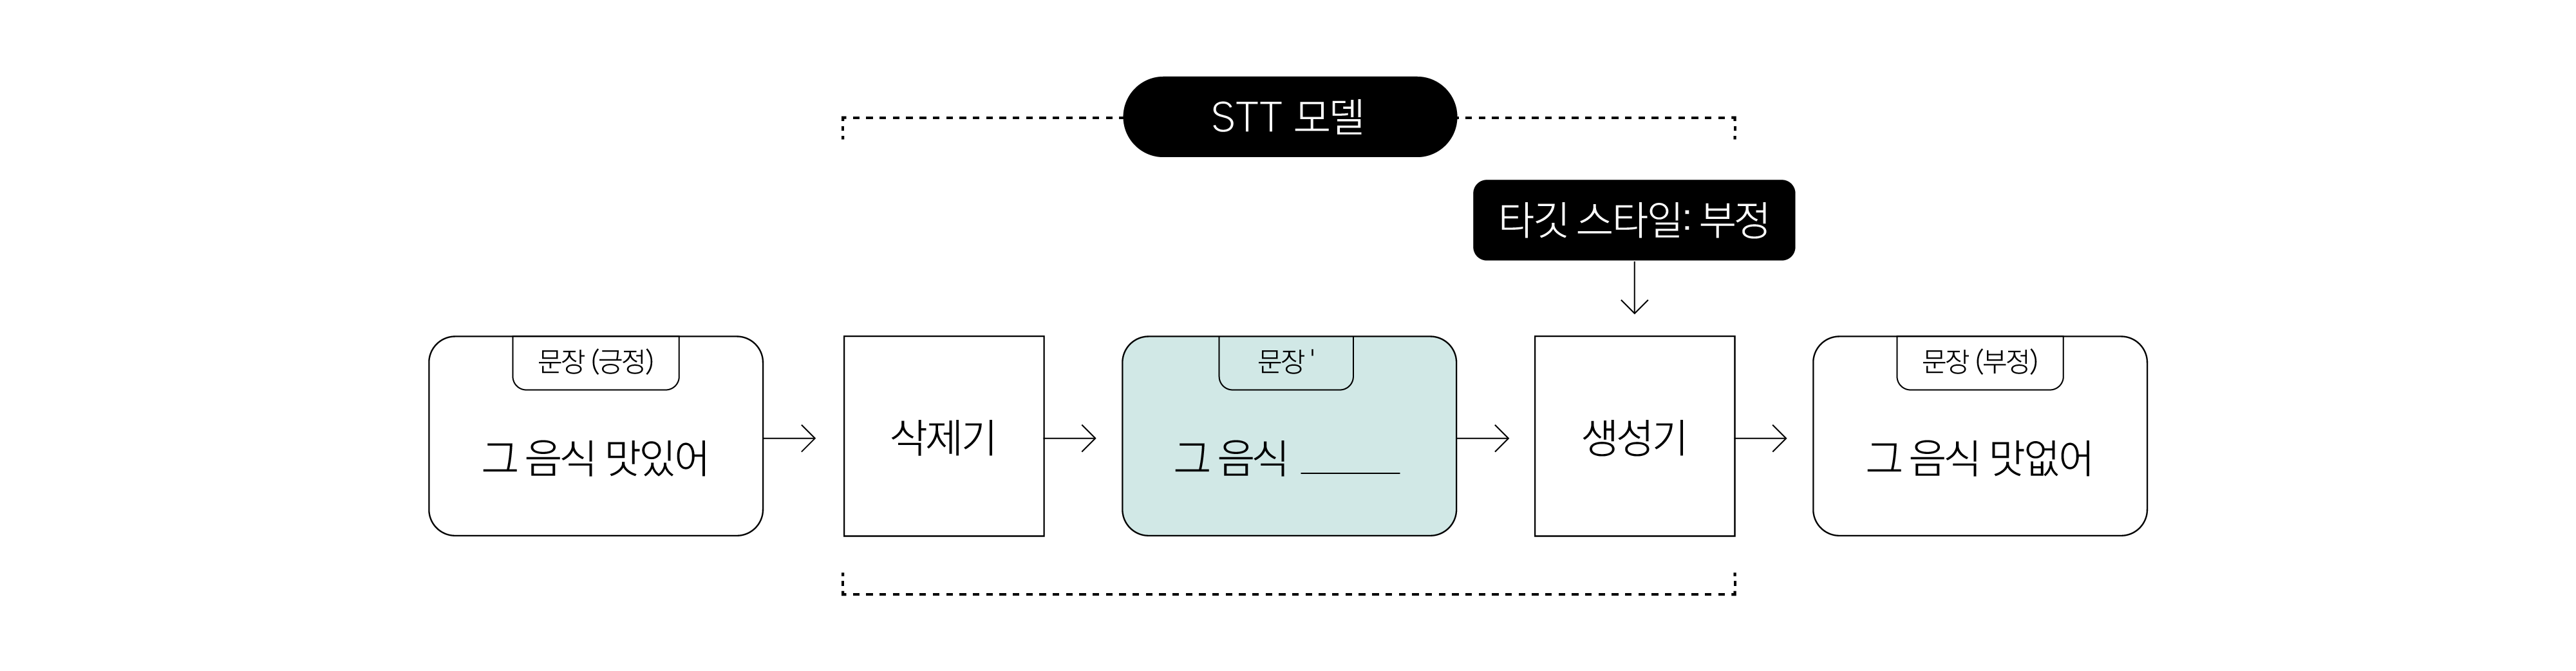 STT 모델
타깃 스타일: 부정
문장 (긍정)
그 음식 맛있어
삭제기
문장 '
그 음식 ______
생성기
문장 (부정)
그 음식 맛없어